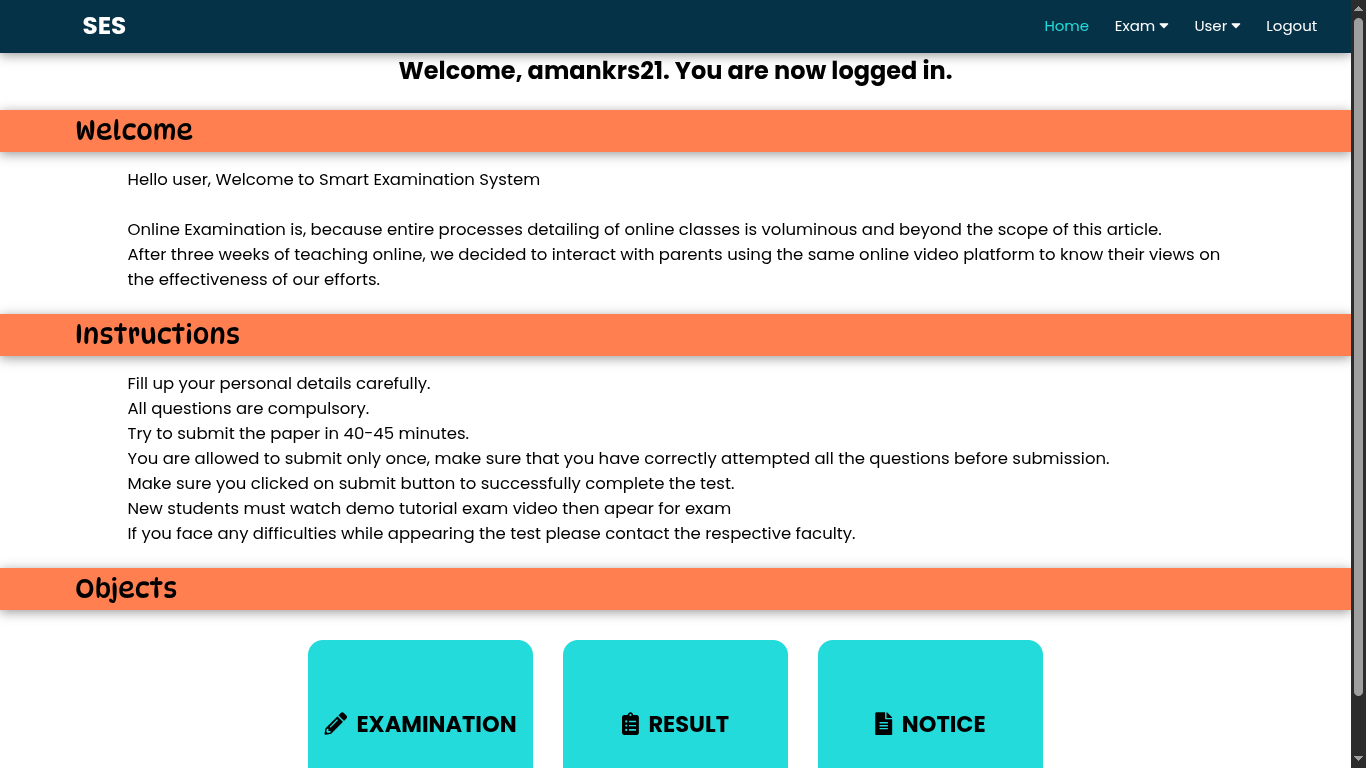 SES
Home Exam User Logout
Welcome, amankrs21. You are now logged in.
Welcome
Hello user, Welcome to Smart Examination System
Online Examination is, because entire processes detailing of online classes is voluminous and beyond the scope of this article.
After three weeks of teaching online, we decided to interact with parents using the same online video platform to know their views on
the effectiveness of our efforts.
Instructions
Fill up your personal details carefully.
All questions are compulsory.
Try to submit the paper in 40-45 minutes.
You are allowed to submit only once, make sure that you have correctly attempted all the questions before submission.
Make sure you clicked on submit button to successfully complete the test.
New students must watch demo tutorial exam video then apear for exam
If you face any difficulties while appearing the test please contact the respective faculty.
Objects
EXAMINATION RESULT NOTICE